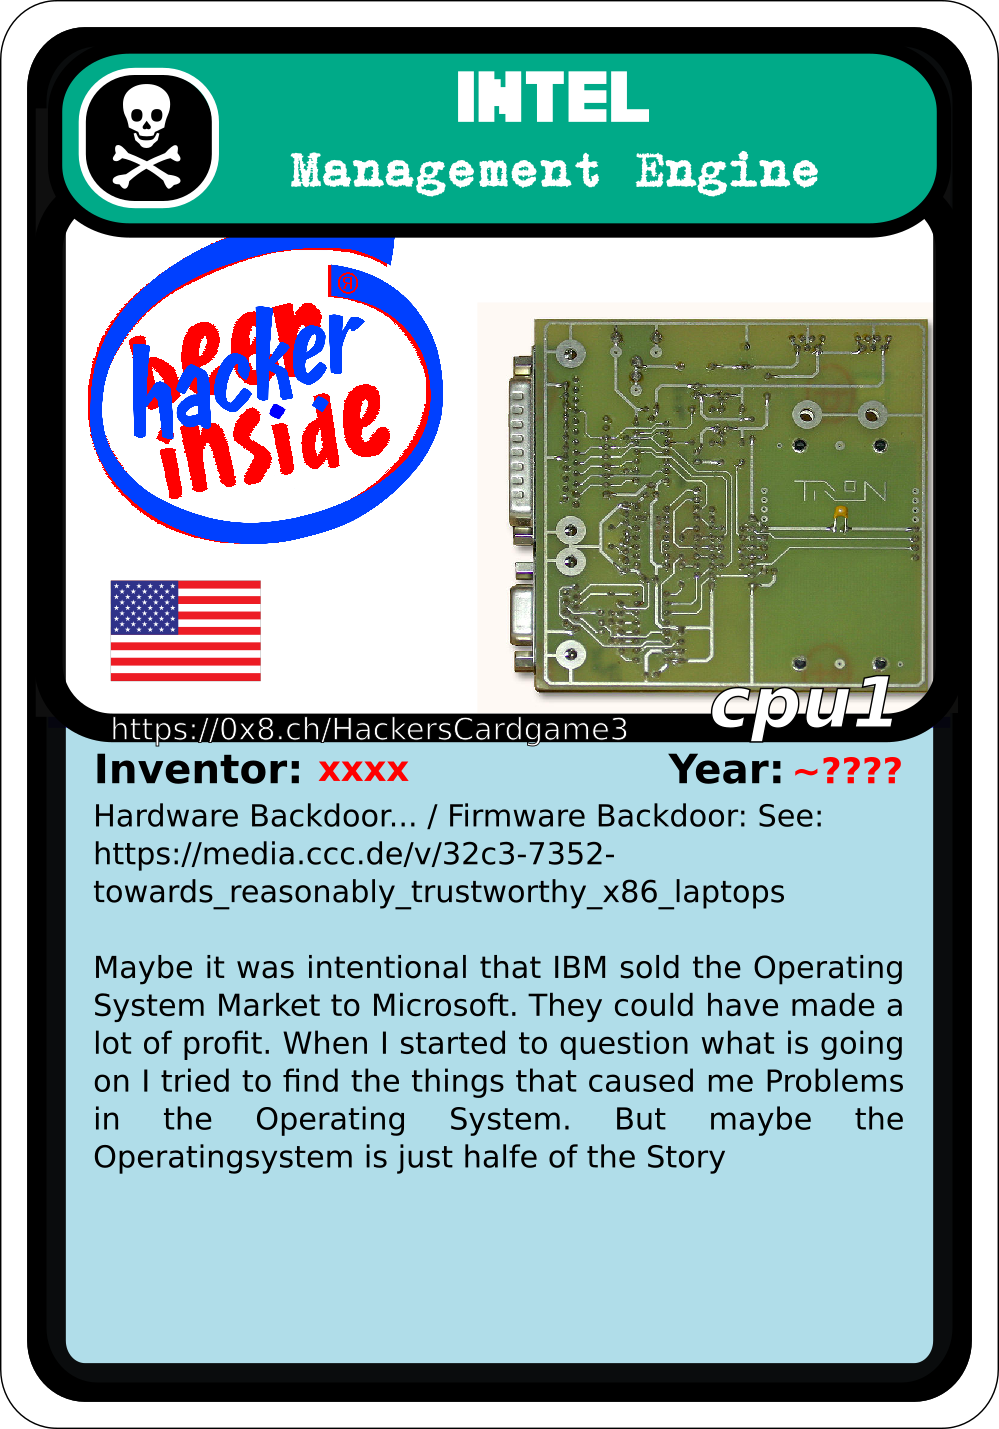 INTEL
Management Engine
®
beer
hacker
inside
TRON
cpu1
https://0x8.ch/HackersCardgame3
Inventor: xxxx Year: ~????
Hardware Backdoor... / Firmware Backdoor: See:
https://media.ccc.de/v/32c3-7352-
towards_reasonably_trustworthy_x86_laptops
Maybe it was intentional that IBM sold the Operating
System Market to Microsoft. They could have made a
lot of profit. When I started to question what is going
on I tried to find the things that caused me Problems
in the Operating System. But maybe the
Operatingsystem is just halfe of the Story